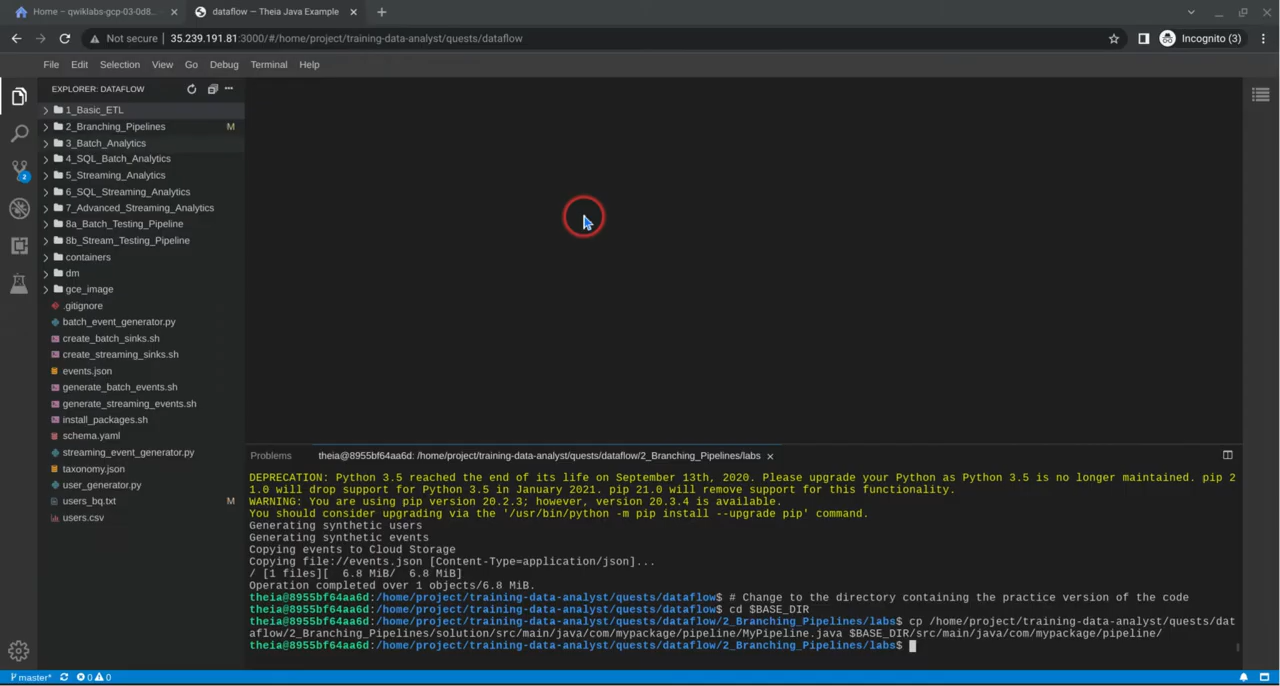 Home – qwiklabs-gcp-03-0d8...
dataflow — Theia Java Example
Not secure
35.239.191.81:3000/#/home/project/training-data-analyst/quests/dataflow
Incognito (3)
File Edit Selection View Go Debug Terminal Help
EXPLORER: DATAFLOW
1_Basic_ETL
2_Branching_Pipelines M
3_Batch_Analytics
4_SQL_Batch_Analytics
5_Streaming_Analytics
2
6_SQL_Streaming_Analytics
7_Advanced_Streaming_Analytics
8a_Batch_Testing_Pipeline
8b_Stream_Testing_Pipeline
containers
dm
gce_image
.gitignore
batch_event_generator.py
create_batch_sinks.sh
create_streaming_sinks.sh
events.json
generate_batch_events.sh
generate_streaming_events.sh
install_packages.sh
schema.yaml
streaming_event_generator.py
taxonomy.json
user_generator.py
users_bq.txt M
users.csv
Problems
theia@8955bf64aa6d: /home/project/training-data-analyst/quests/dataflow/2_Branching_Pipelines/labs
DEPRECATION: Python 3.5 reached the end of its life on September 13th, 2020. Please upgrade your Python as Python 3.5 is no longer maintained. pip 2
1.0 will drop support for Python 3.5 in January 2021. pip 21.0 will remove support for this functionality.
WARNING: You are using pip version 20.2.3; however, version 20.3.4 is available.
You should consider upgrading via the '/usr/bin/python -m pip install --upgrade pip' command.
Generating synthetic users
Generating synthetic events
Copying events to Cloud Storage
Copying file://events.json [Content-Type=application/json]...
/ [1 files][  6.8 MiB/  6.8 MiB]
Operation completed over 1 objects/6.8 MiB.
theia@8955bf64aa6d:/home/project/training-data-analyst/quests/dataflow$ # Change to the directory containing the practice version of the code
theia@8955bf64aa6d:/home/project/training-data-analyst/quests/dataflow$ cd $BASE_DIR
theia@8955bf64aa6d:/home/project/training-data-analyst/quests/dataflow/2_Branching_Pipelines/labs$ cp /home/project/training-data-analyst/quests/dat
aflow/2_Branching_Pipelines/solution/src/main/java/com/mypackage/pipeline/MyPipeline.java $BASE_DIR/src/main/java/com/mypackage/pipeline/
theia@8955bf64aa6d:/home/project/training-data-analyst/quests/dataflow/2_Branching_Pipelines/labs$
master* 0 0